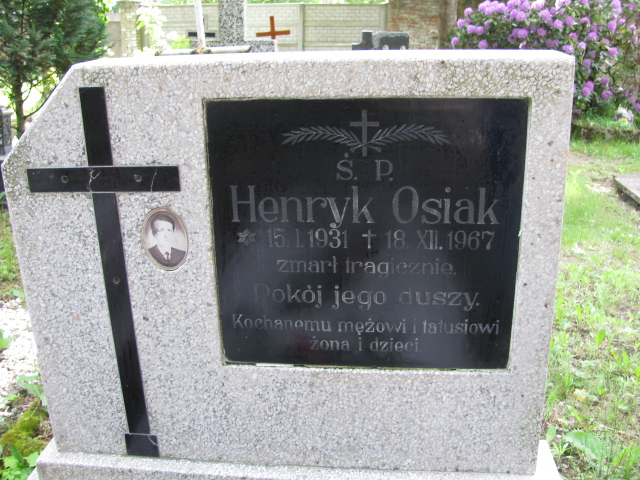 Ś. P.
Henryk Osiak
* 15. I. 1931 † 18. XII. 1967
zmarł tragicznie.
Pokój jego duszy.
Kochanemu mężowi i tatusiowi
żona i dzieci.